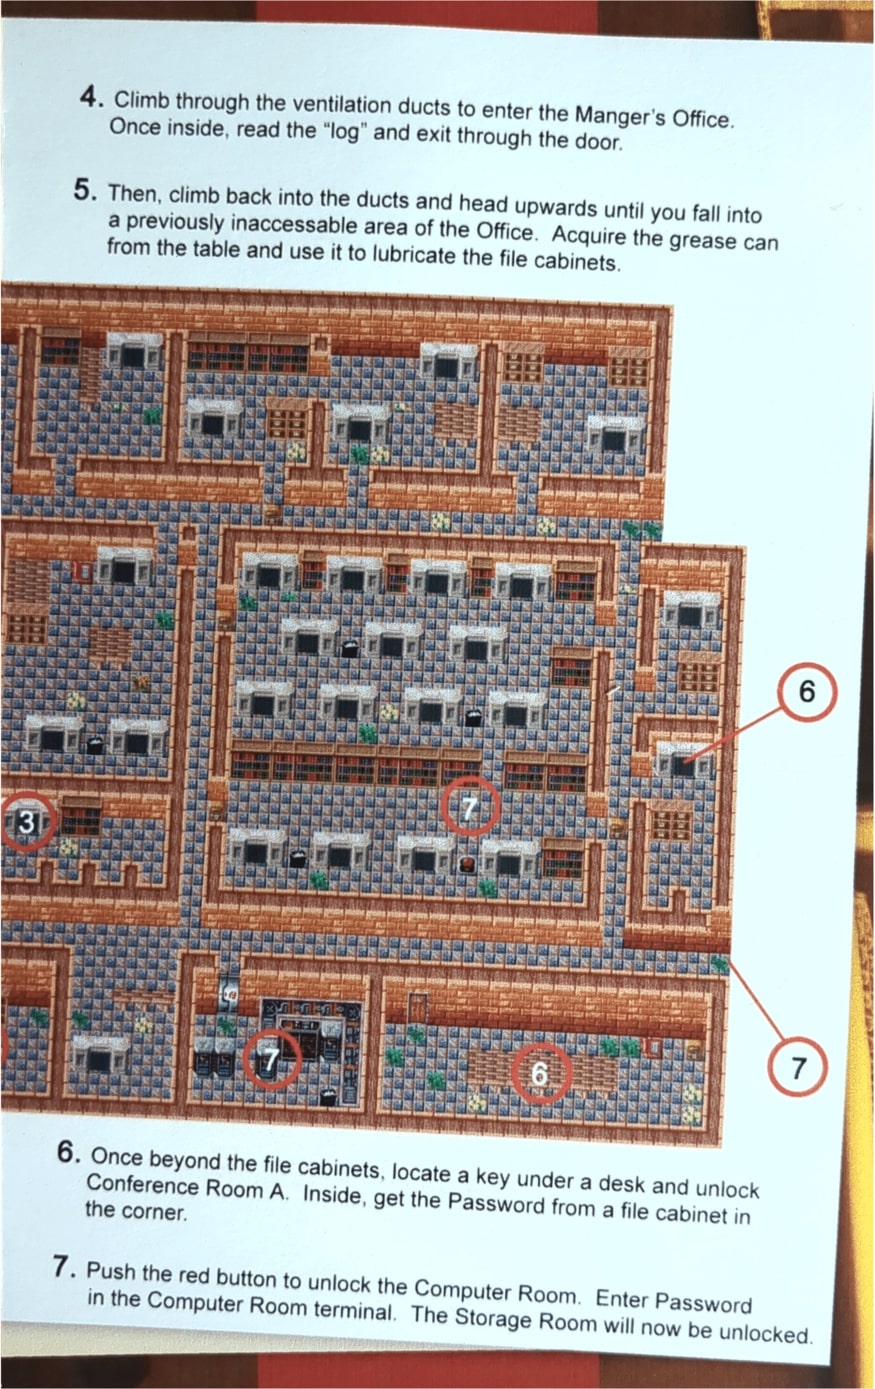 4. Climb through the ventilation ducts to enter the Manger's Office.
Once inside, read the "log" and exit through the door.
5. Then, climb back into the ducts and head upwards until you fall into
a previously inaccessable area of the Office. Acquire the grease can
from the table and use it to lubricate the file cabinets.
6
7
3
7
6
7
6. Once beyond the file cabinets, locate a key under a desk and unlock
Conference Room A. Inside, get the Password from a file cabinet in
the corner.
7. Push the red button to unlock the Computer Room. Enter Password
in the Computer Room terminal. The Storage Room will now be unlocked.